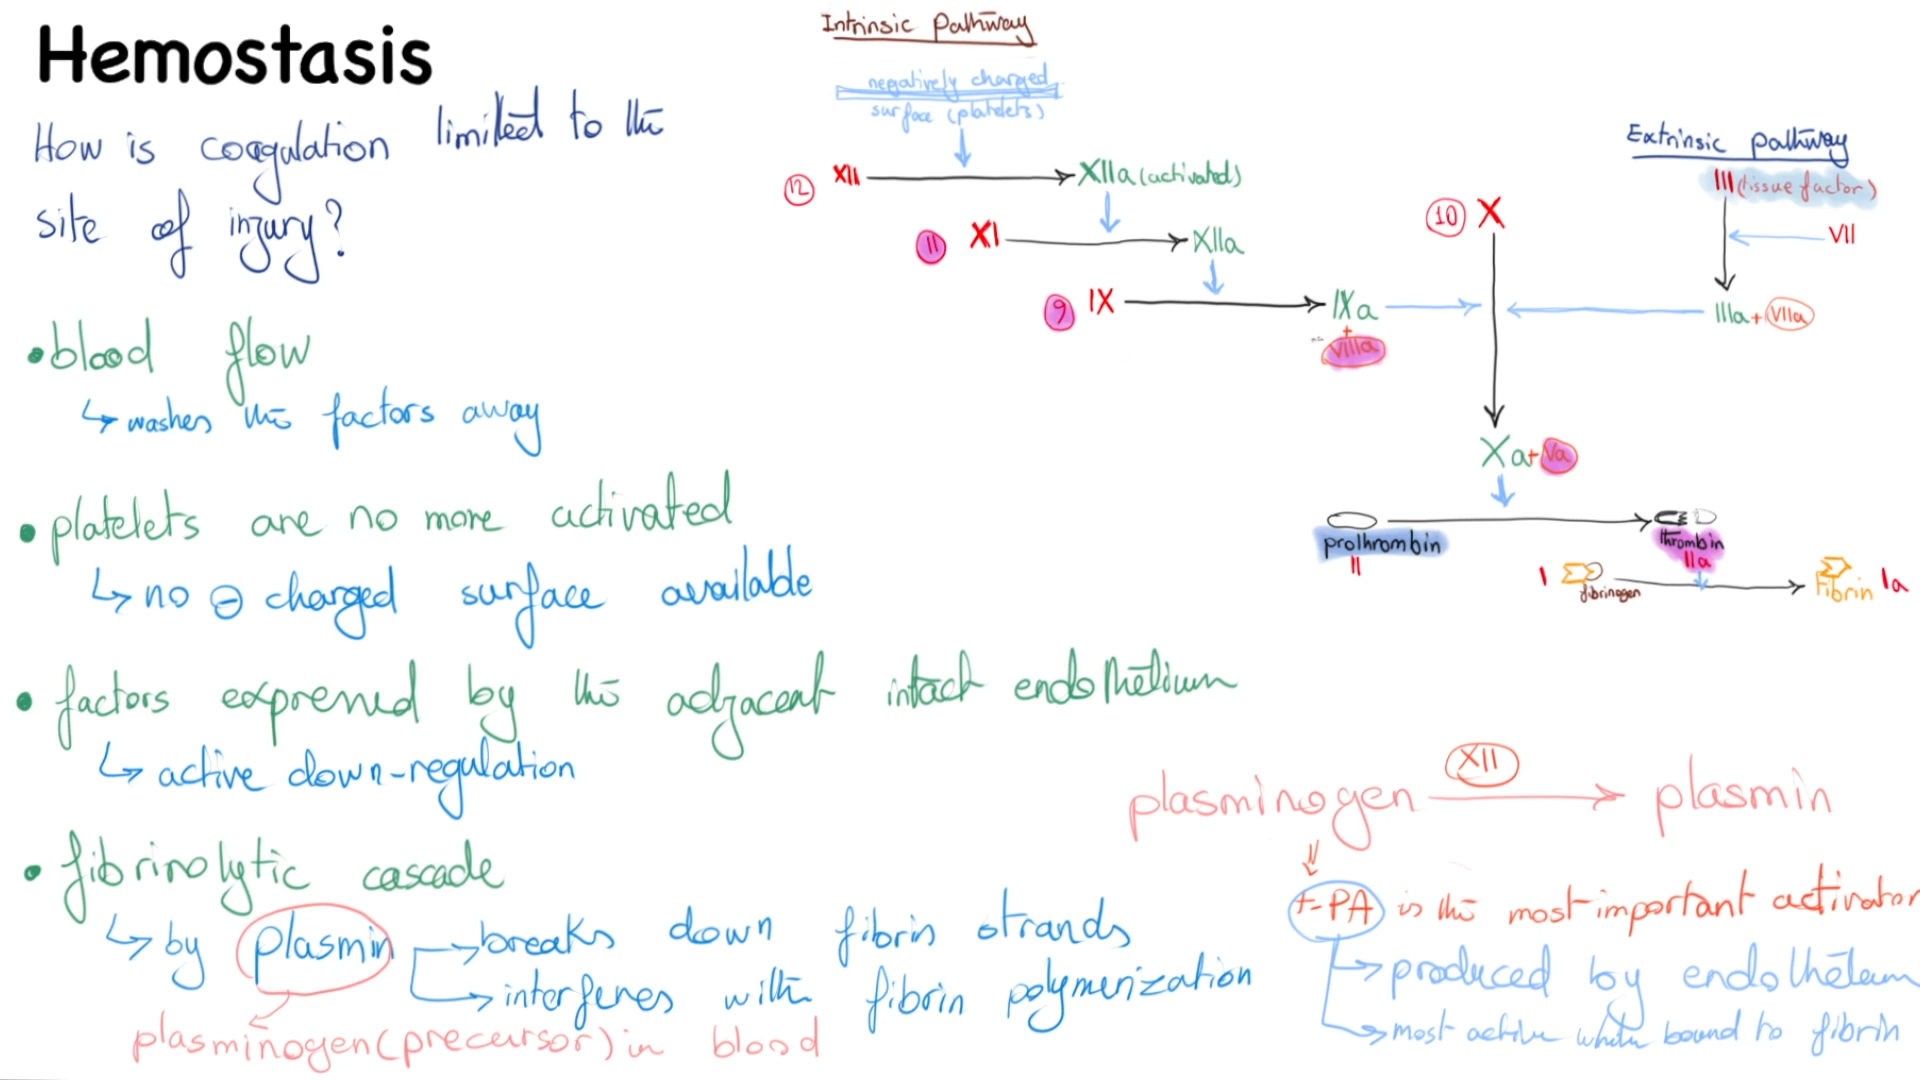 Hemostasis
How is coagulation limited to the
site of injury?
• blood flow
↳ washes the factors away
• platelets are no more activated
↳ no ⊖ charged surface available
• factors expressed by the adjacent intact endothelium
↳ active down-regulation
• fibrinolytic cascade
↳ by plasmin → breaks down fibrin strands
→ interferes with fibrin polymerization
plasminogen (precursor) in blood
Intrinsic Pathway
negatively charged
surface (platelets)
12 XII → XIIa (activated)
11 XI → XIIa
9 IX → IXa
+
VIIIa
Extrinsic pathway
III (tissue factor)
VII
IIIa + VIIa
10 X
Xa + Va
prothrombin
II
thrombin
IIa
I fibrinogen
Fibrin Ia
plasminogen XII → plasmin
t-PA is the most important activator
→ produced by endothelium
→ most active when bound to fibrin